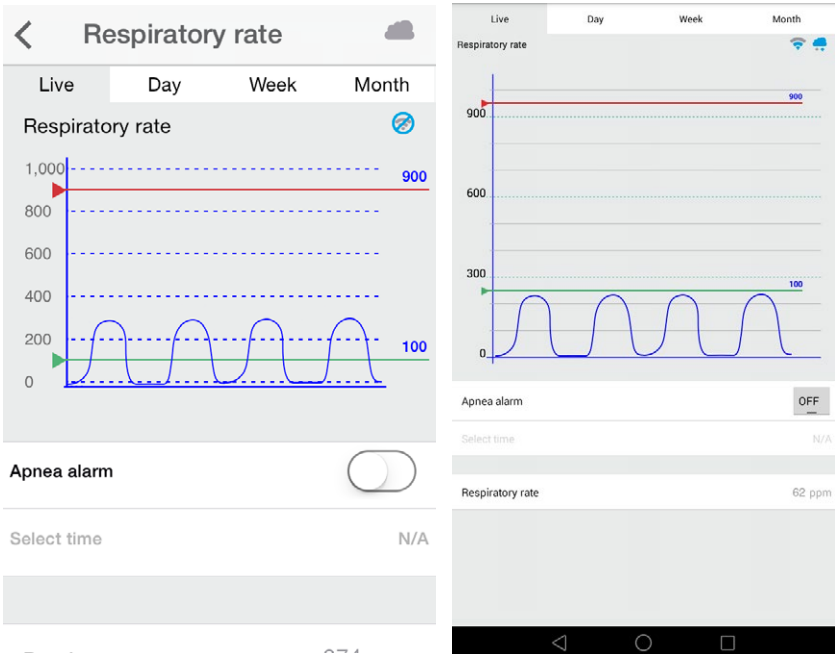 Respiratory rate
Live Day Week Month
Respiratory rate
1,000
900
800
600
400
200
100
0
Apnea alarm
Select time N/A
Live Day Week Month
Respiratory rate
900
900
600
300
100
0
Apnea alarm OFF
Select time N/A
Respiratory rate 62 ppm